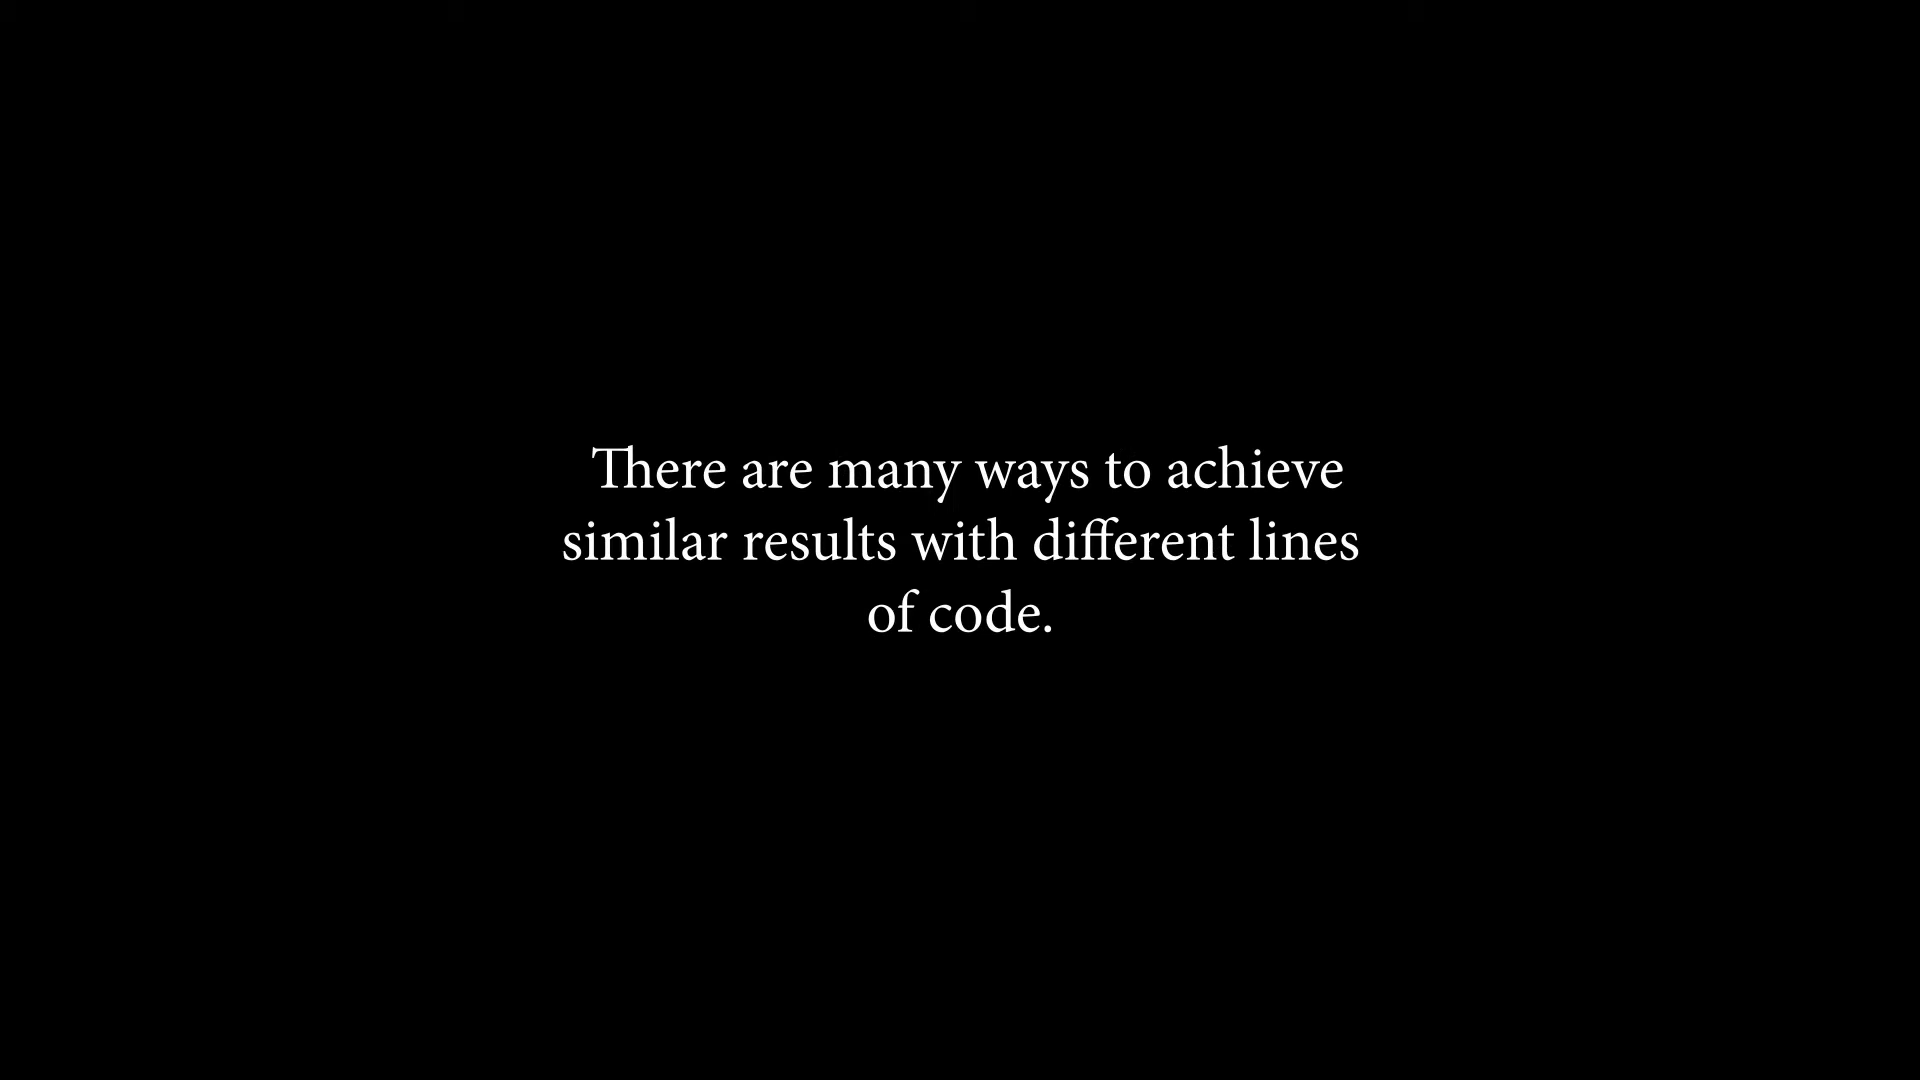 There are many ways to achieve
similar results with different lines
of code.